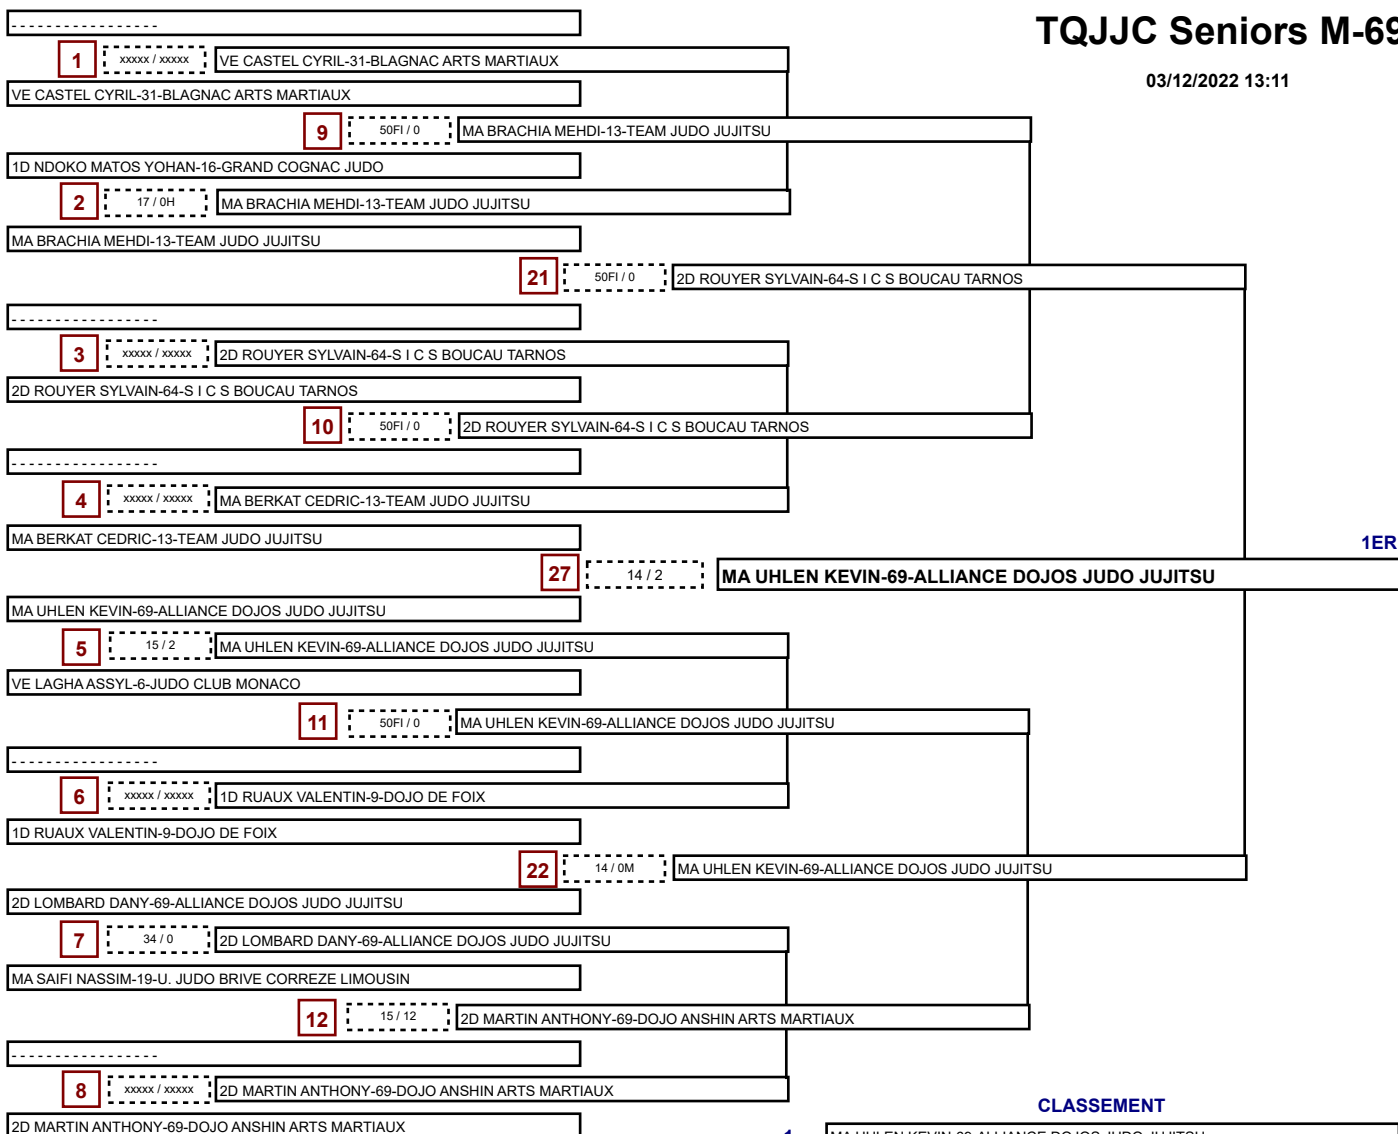 TQJJC Seniors M-69
03/12/2022 13:11
- - - - - - - - - - - - - - - - -
1 xxxxx / xxxxx VE CASTEL CYRIL-31-BLAGNAC ARTS MARTIAUX
VE CASTEL CYRIL-31-BLAGNAC ARTS MARTIAUX
9 50FI / 0 MA BRACHIA MEHDI-13-TEAM JUDO JUJITSU
1D NDOKO MATOS YOHAN-16-GRAND COGNAC JUDO
2 17 / 0H MA BRACHIA MEHDI-13-TEAM JUDO JUJITSU
MA BRACHIA MEHDI-13-TEAM JUDO JUJITSU
21 50FI / 0 2D ROUYER SYLVAIN-64-S I C S BOUCAU TARNOS
- - - - - - - - - - - - - - - - -
3 xxxxx / xxxxx 2D ROUYER SYLVAIN-64-S I C S BOUCAU TARNOS
2D ROUYER SYLVAIN-64-S I C S BOUCAU TARNOS
10 50FI / 0 2D ROUYER SYLVAIN-64-S I C S BOUCAU TARNOS
- - - - - - - - - - - - - - - - -
4 xxxxx / xxxxx MA BERKAT CEDRIC-13-TEAM JUDO JUJITSU
MA BERKAT CEDRIC-13-TEAM JUDO JUJITSU
1ER
27 14 / 2 MA UHLEN KEVIN-69-ALLIANCE DOJOS JUDO JUJITSU
MA UHLEN KEVIN-69-ALLIANCE DOJOS JUDO JUJITSU
5 15 / 2 MA UHLEN KEVIN-69-ALLIANCE DOJOS JUDO JUJITSU
VE LAGHA ASSYL-6-JUDO CLUB MONACO
11 50FI / 0 MA UHLEN KEVIN-69-ALLIANCE DOJOS JUDO JUJITSU
- - - - - - - - - - - - - - - - -
6 xxxxx / xxxxx 1D RUAUX VALENTIN-9-DOJO DE FOIX
1D RUAUX VALENTIN-9-DOJO DE FOIX
22 14 / 0M MA UHLEN KEVIN-69-ALLIANCE DOJOS JUDO JUJITSU
2D LOMBARD DANY-69-ALLIANCE DOJOS JUDO JUJITSU
7 34 / 0 2D LOMBARD DANY-69-ALLIANCE DOJOS JUDO JUJITSU
MA SAIFI NASSIM-19-U. JUDO BRIVE CORREZE LIMOUSIN
12 15 / 12 2D MARTIN ANTHONY-69-DOJO ANSHIN ARTS MARTIAUX
- - - - - - - - - - - - - - - - -
8 xxxxx / xxxxx 2D MARTIN ANTHONY-69-DOJO ANSHIN ARTS MARTIAUX
CLASSEMENT
2D MARTIN ANTHONY-69-DOJO ANSHIN ARTS MARTIAUX
1 MA UHLEN KEVIN-69-ALLIANCE DOJOS JUDO JUJITSU